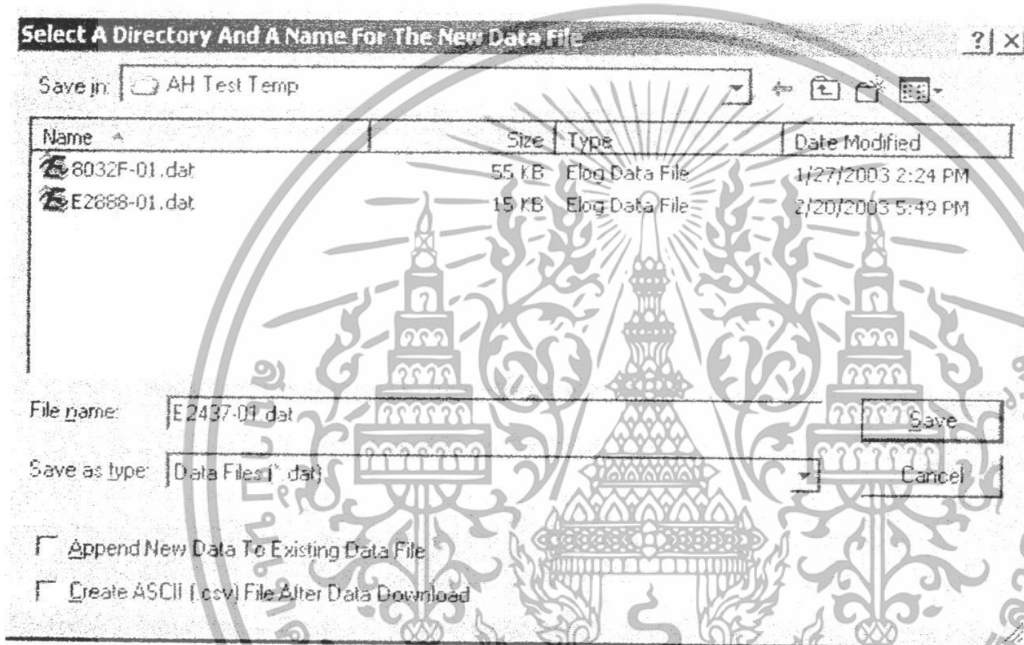 Select A Directory And A Name For The New Data File
Save in: AH Test Temp
Name Size Type Date Modified
8032F-01.dat 55 KB Elog Data File 1/27/2003 2:24 PM
E2888-01.dat 15 KB Elog Data File 2/20/2003 5:49 PM
File name: E2437-01.dat Save
Save as type: Data Files (*.dat) Cancel
Append New Data To Existing Data File
Create ASCII (.csv) File After Data Download